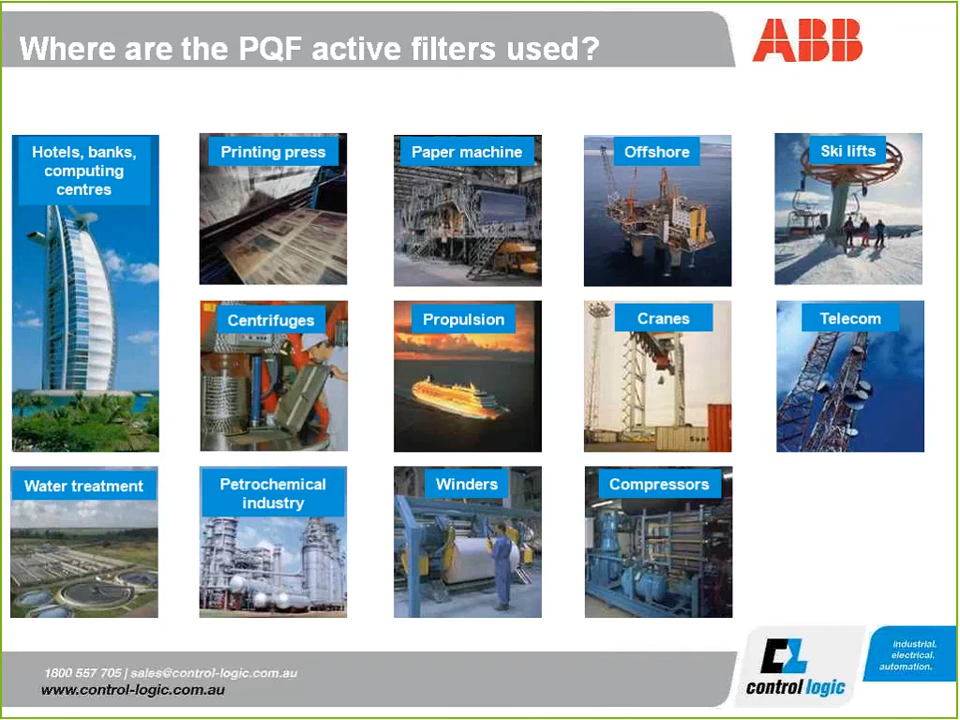 Where are the PQF active filters used?
ABB
Hotels, banks,
computing
centres
Printing press
Paper machine
Offshore
Ski lifts
Centrifuges
Propulsion
Cranes
Telecom
Water treatment
Petrochemical
industry
Winders
Compressors
1800 557 705 | sales@control-logic.com.au
www.control-logic.com.au
control logic
industrial.
electrical.
automation.